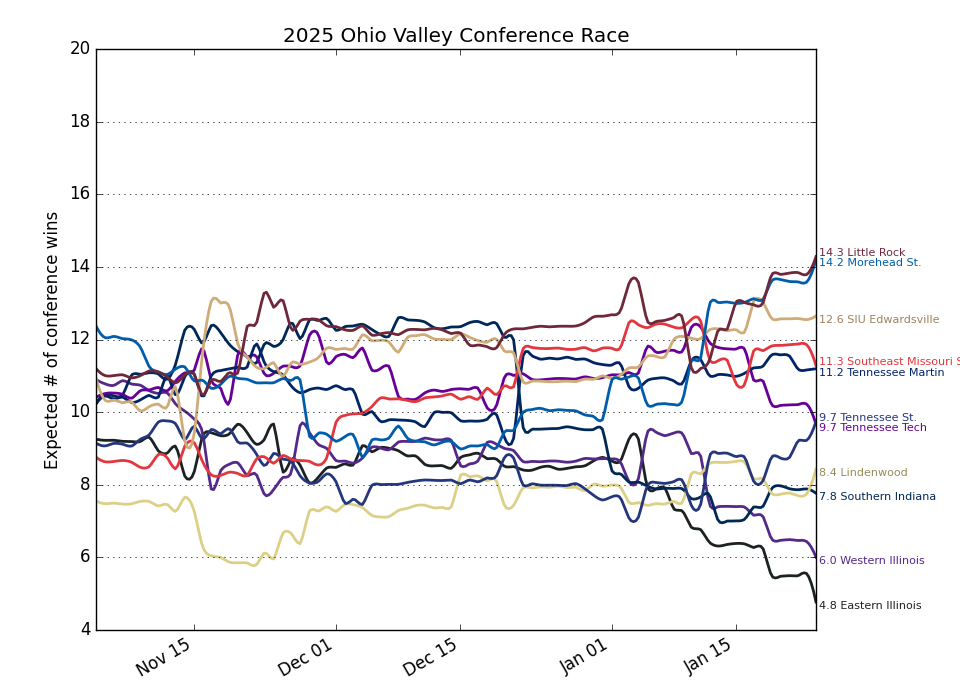 2025 Ohio Valley Conference Race
Expected # of conference wins
20
18
16
14
12
10
8
6
4
14.3 Little Rock
14.2 Morehead St.
12.6 SIU Edwardsville
11.3 Southeast Missouri S
11.2 Tennessee Martin
9.7 Tennessee St.
9.7 Tennessee Tech
8.4 Lindenwood
7.8 Southern Indiana
6.0 Western Illinois
4.8 Eastern Illinois
Nov 15
Dec 01
Dec 15
Jan 01
Jan 15